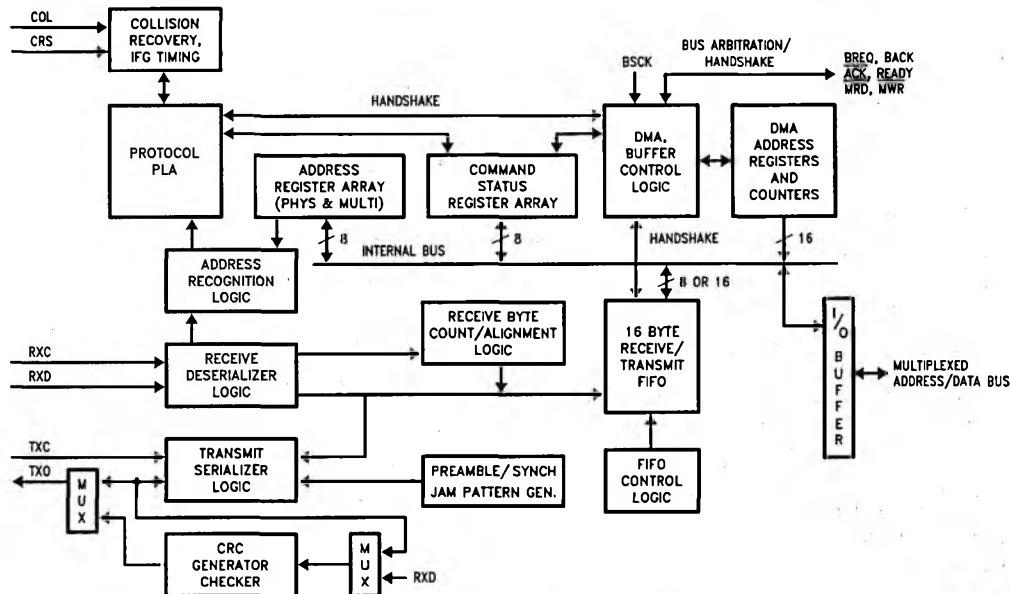 COL
CRS
COLLISION
RECOVERY,
IFG TIMING
BUS ARBITRATION/
HANDSHAKE
BREQ, BACK
ACK, READY
MRD, MWR
BSCK
HANDSHAKE
PROTOCOL
PLA
ADDRESS
REGISTER ARRAY
(PHYS & MULTI)
COMMAND
STATUS
REGISTER ARRAY
DMA,
BUFFER
CONTROL
LOGIC
DMA
ADDRESS
REGISTERS
AND
COUNTERS
8
8
HANDSHAKE
16
INTERNAL BUS
ADDRESS
RECOGNITION
LOGIC
8 OR 16
RECEIVE BYTE
COUNT/ALIGNMENT
LOGIC
16 BYTE
RECEIVE/
TRANSMIT
FIFO
I/O
BUFFER
MULTIPLEXED
ADDRESS/DATA BUS
RXC
RXD
RECEIVE
DESERIALIZER
LOGIC
TXC
TXO
TRANSMIT
SERIALIZER
LOGIC
PREAMBLE/SYNCH
JAM PATTERN GEN.
FIFO
CONTROL
LOGIC
MUX
CRC
GENERATOR
CHECKER
MUX
RXD